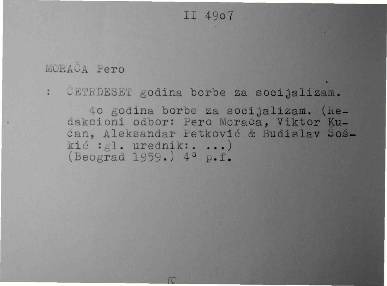 II 4907
MORAČA Pero
: ČETRDESET godina borbe za socijalizam.
4o godina borbe za socijalizam. (Re-
dakcioni odbor: Pero Morača, Viktor Ku-
čan, Aleksandar Petković & Budislav Šoš-
kić :gl. urednik:. ...)
(Beograd 1959.) 4° p.f.